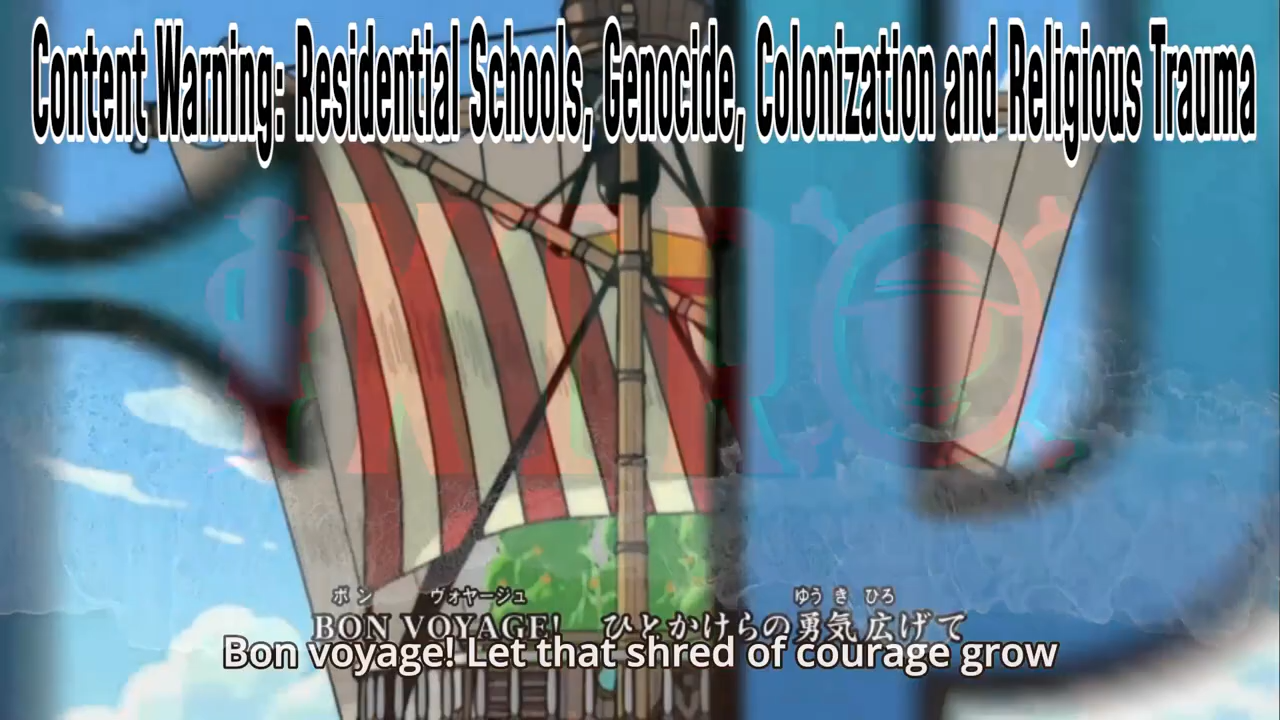 Content Warning: Residential Schools, Genocide, Colonization and Religious Trauma
INTRO
ボン ヴォヤージュ ゆう き ひろ
BON VOYAGE! ひとかけらの勇気 広げて
Bon voyage! Let that shred of courage grow